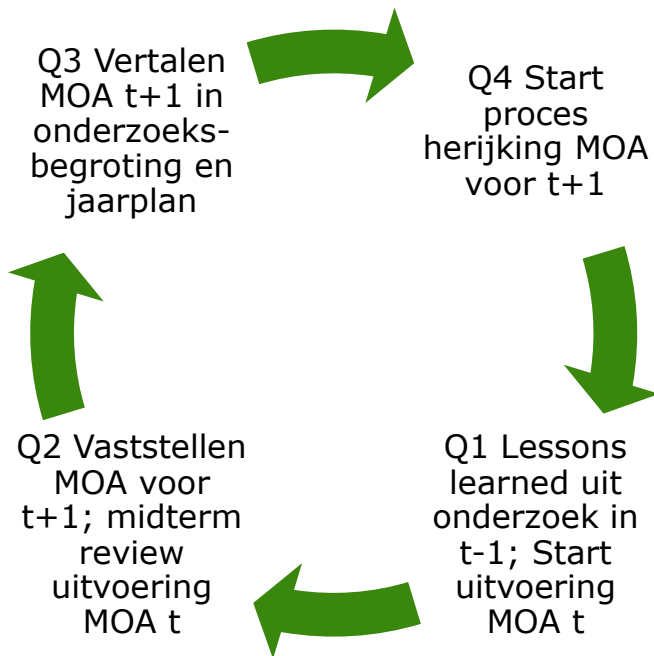 Q3 Vertalen
MOA t+1 in
onderzoeks-
begroting en
jaarplan
Q4 Start
proces
herijking MOA
voor t+1
Q2 Vaststellen
MOA voor
t+1; midterm
review
uitvoering
MOA t
Q1 Lessons
learned uit
onderzoek in
t-1; Start
uitvoering
MOA t